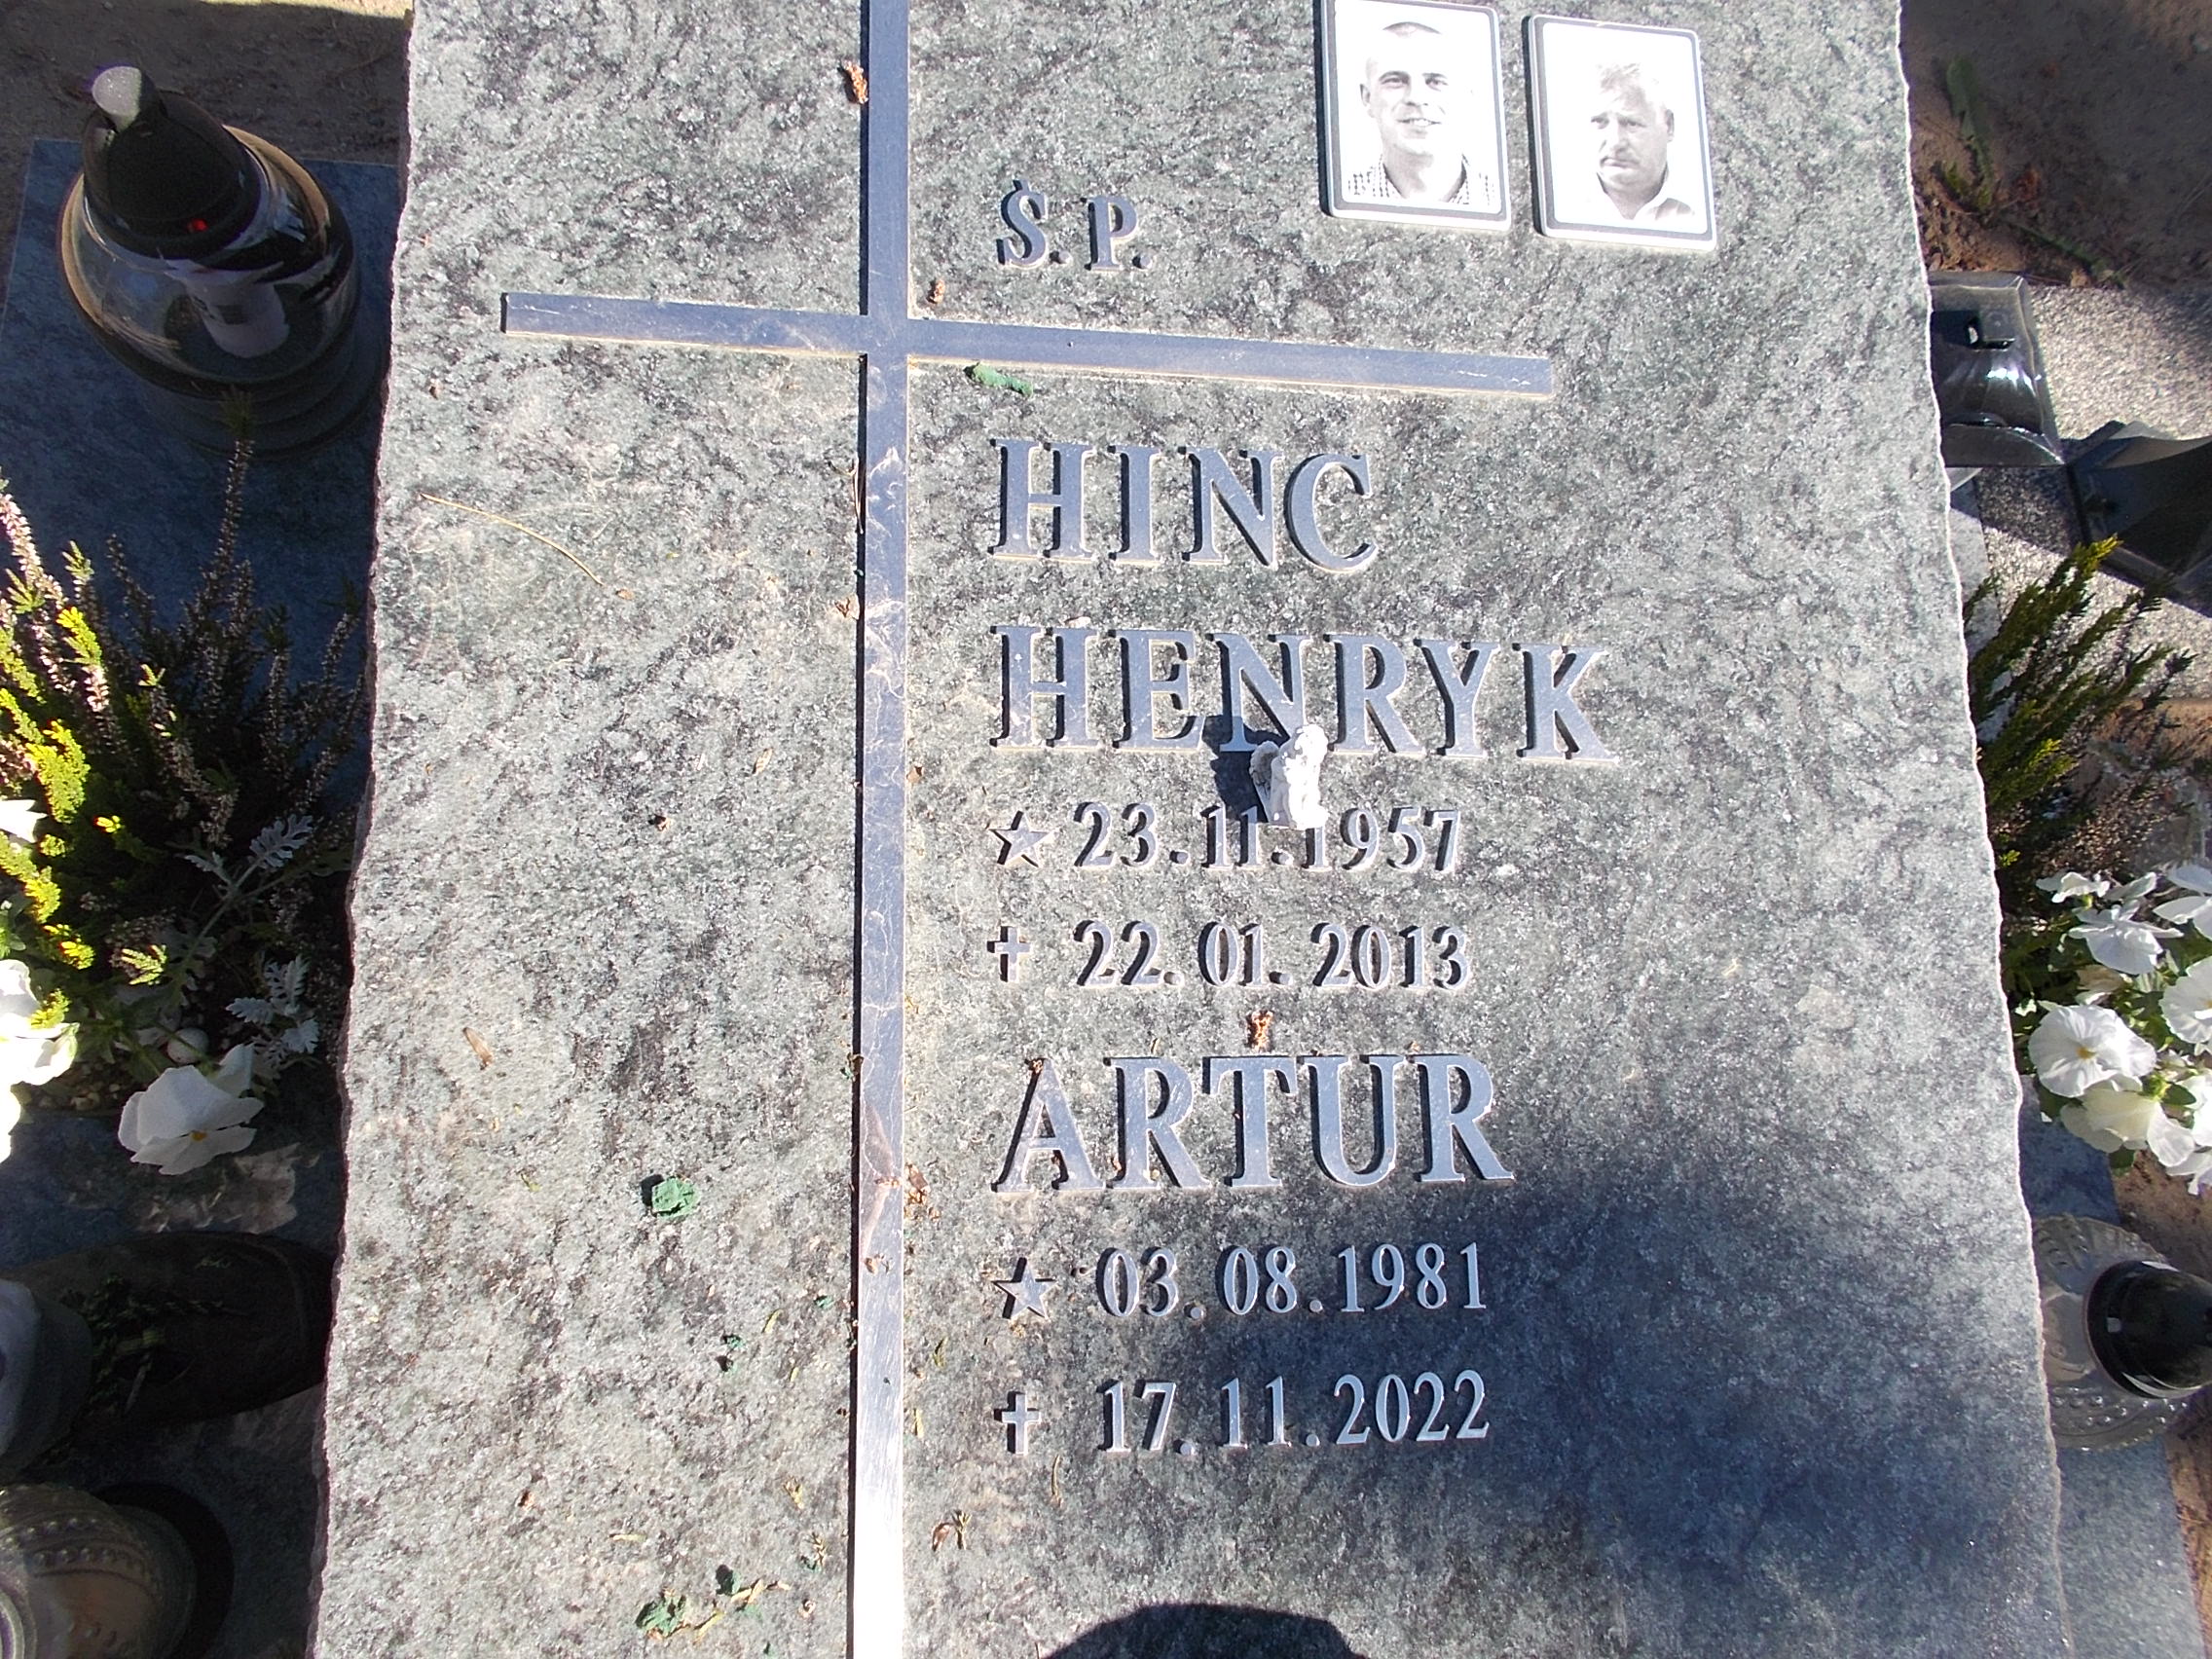 Ś.P.
HINC
HENRYK
★ 23.11.1957
✝ 22.01.2013
ARTUR
★ 03.08.1981
✝ 17.11.2022